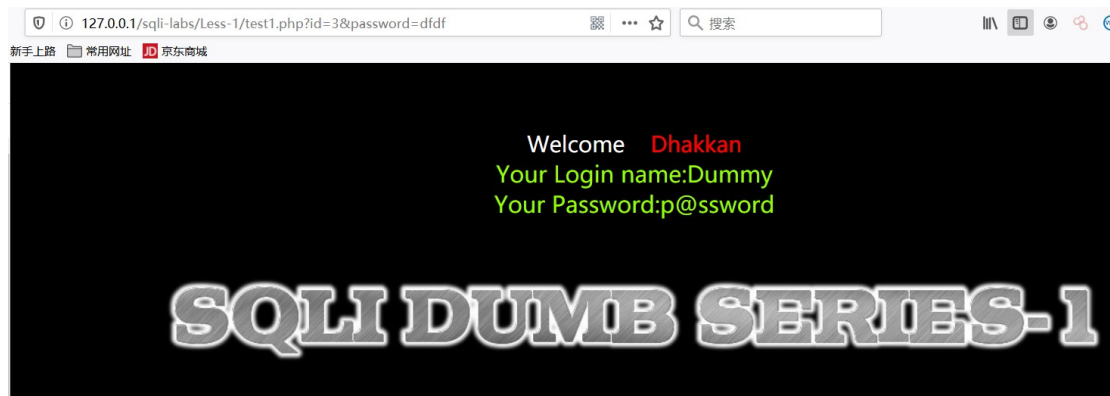 127.0.0.1/sqli-labs/Less-1/test1.php?id=3&password=dfdf
搜索
新手上路 常用网址 JD 京东商城
Welcome Dhakkan
Your Login name:Dummy
Your Password:p@ssword
SQLI DUMB SERIES-1